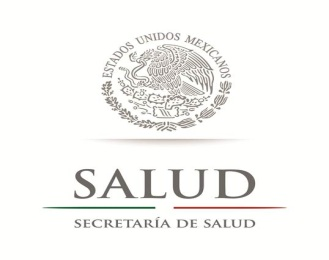 ESTADOS UNIDOS MEXICANOS
SALUD
SECRETARÍA DE SALUD